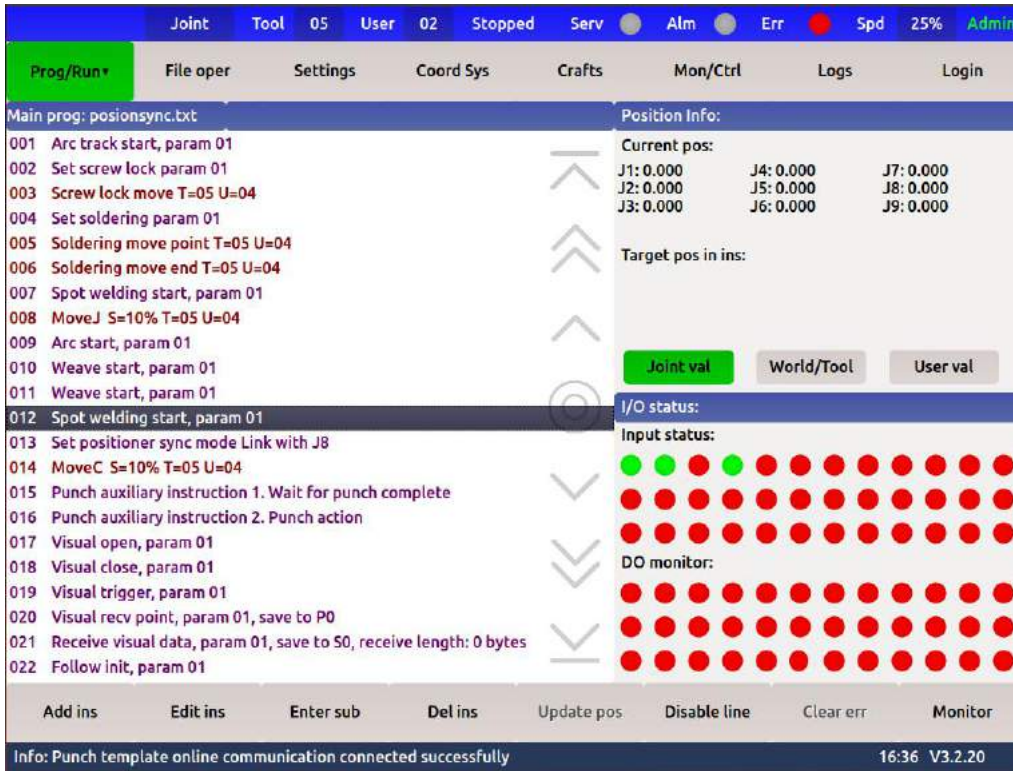 Joint Tool 05 User 02 Stopped Serv Alm Err Spd 25% Admin
Prog/Run▾ File oper Settings Coord Sys Crafts Mon/Ctrl Logs Login
Main prog: posionsync.txt
001 Arc track start, param 01
002 Set screw lock param 01
003 Screw lock move T=05 U=04
004 Set soldering param 01
005 Soldering move point T=05 U=04
006 Soldering move end T=05 U=04
007 Spot welding start, param 01
008 MoveJ S=10% T=05 U=04
009 Arc start, param 01
010 Weave start, param 01
011 Weave start, param 01
012 Spot welding start, param 01
013 Set positioner sync mode Link with J8
014 MoveC S=10% T=05 U=04
015 Punch auxiliary instruction 1. Wait for punch complete
016 Punch auxiliary instruction 2. Punch action
017 Visual open, param 01
018 Visual close, param 01
019 Visual trigger, param 01
020 Visual recv point, param 01, save to P0
021 Receive visual data, param 01, save to S0, receive length: 0 bytes
022 Follow init, param 01
Position Info:
Current pos:
J1: 0.000 J4: 0.000 J7: 0.000
J2: 0.000 J5: 0.000 J8: 0.000
J3: 0.000 J6: 0.000 J9: 0.000
Target pos in ins:
Joint val World/Tool User val
I/O status:
Input status:
DO monitor:
Add ins Edit ins Enter sub Del ins Update pos Disable line Clear err Monitor
Info: Punch template online communication connected successfully 16:36 V3.2.20